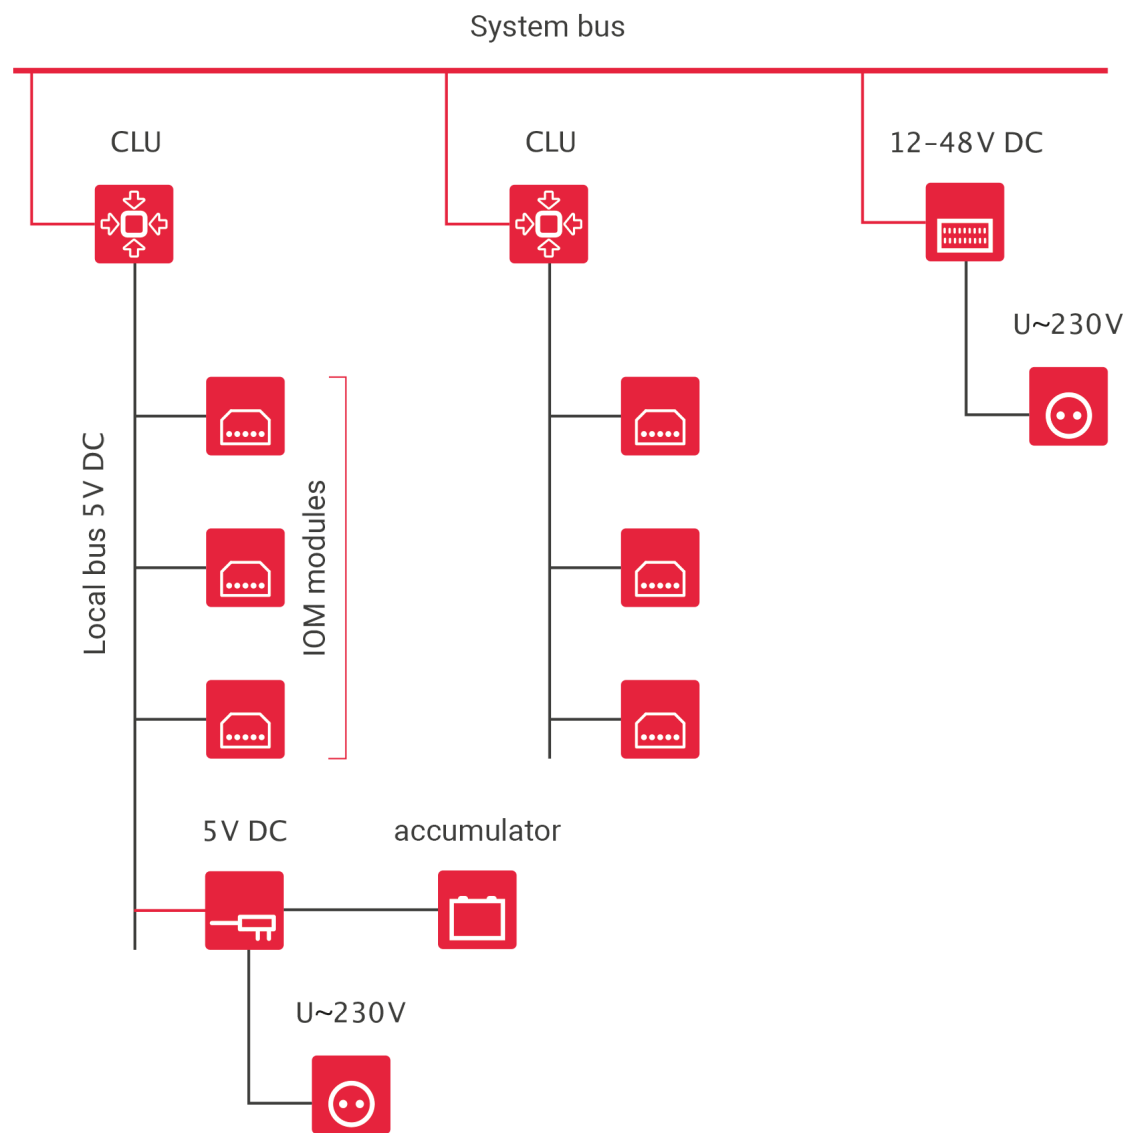 System bus
CLU
CLU
12–48V DC
U~230V
Local bus 5V DC
IOM modules
5V DC
accumulator
U~230V